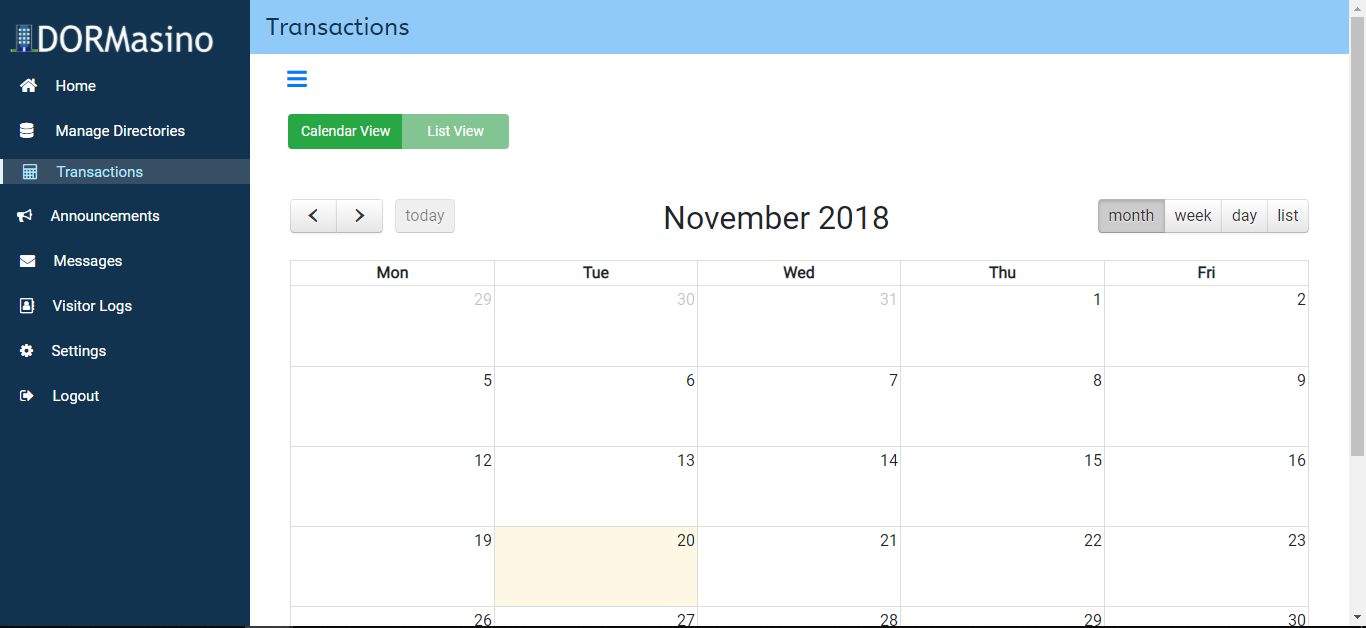 DORMasino
Home
Manage Directories
Transactions
Announcements
Messages
Visitor Logs
Settings
Logout
Transactions
Calendar View List View
today
November 2018
month week day list
Mon Tue Wed Thu Fri
29 30 31 1 2
5 6 7 8 9
12 13 14 15 16
19 20 21 22 23
26 27 28 29 30